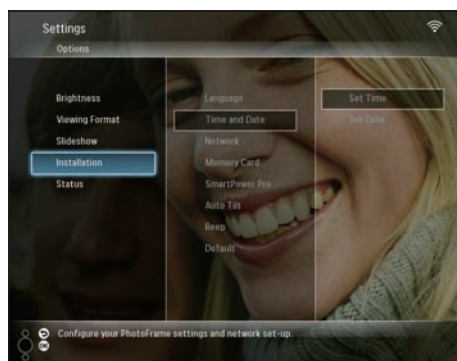 Settings
Options
Brightness
Viewing Format
Slideshow
Installation
Status
Language
Time and Date
Network
Memory Card
SmartPower Pro
Auto Tilt
Beep
Default
Set Time
Set Date
Configure your PhotoFrame settings and network set-up.
OK